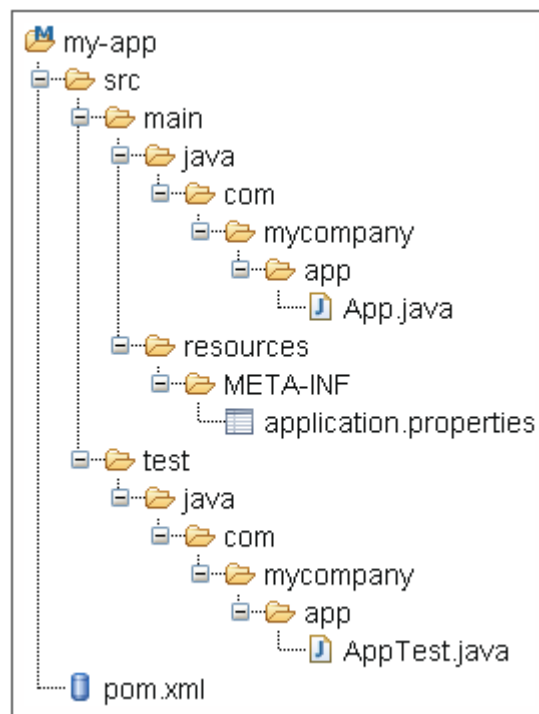 my-app
src
main
java
com
mycompany
app
App.java
resources
META-INF
application.properties
test
java
com
mycompany
app
AppTest.java
pom.xml